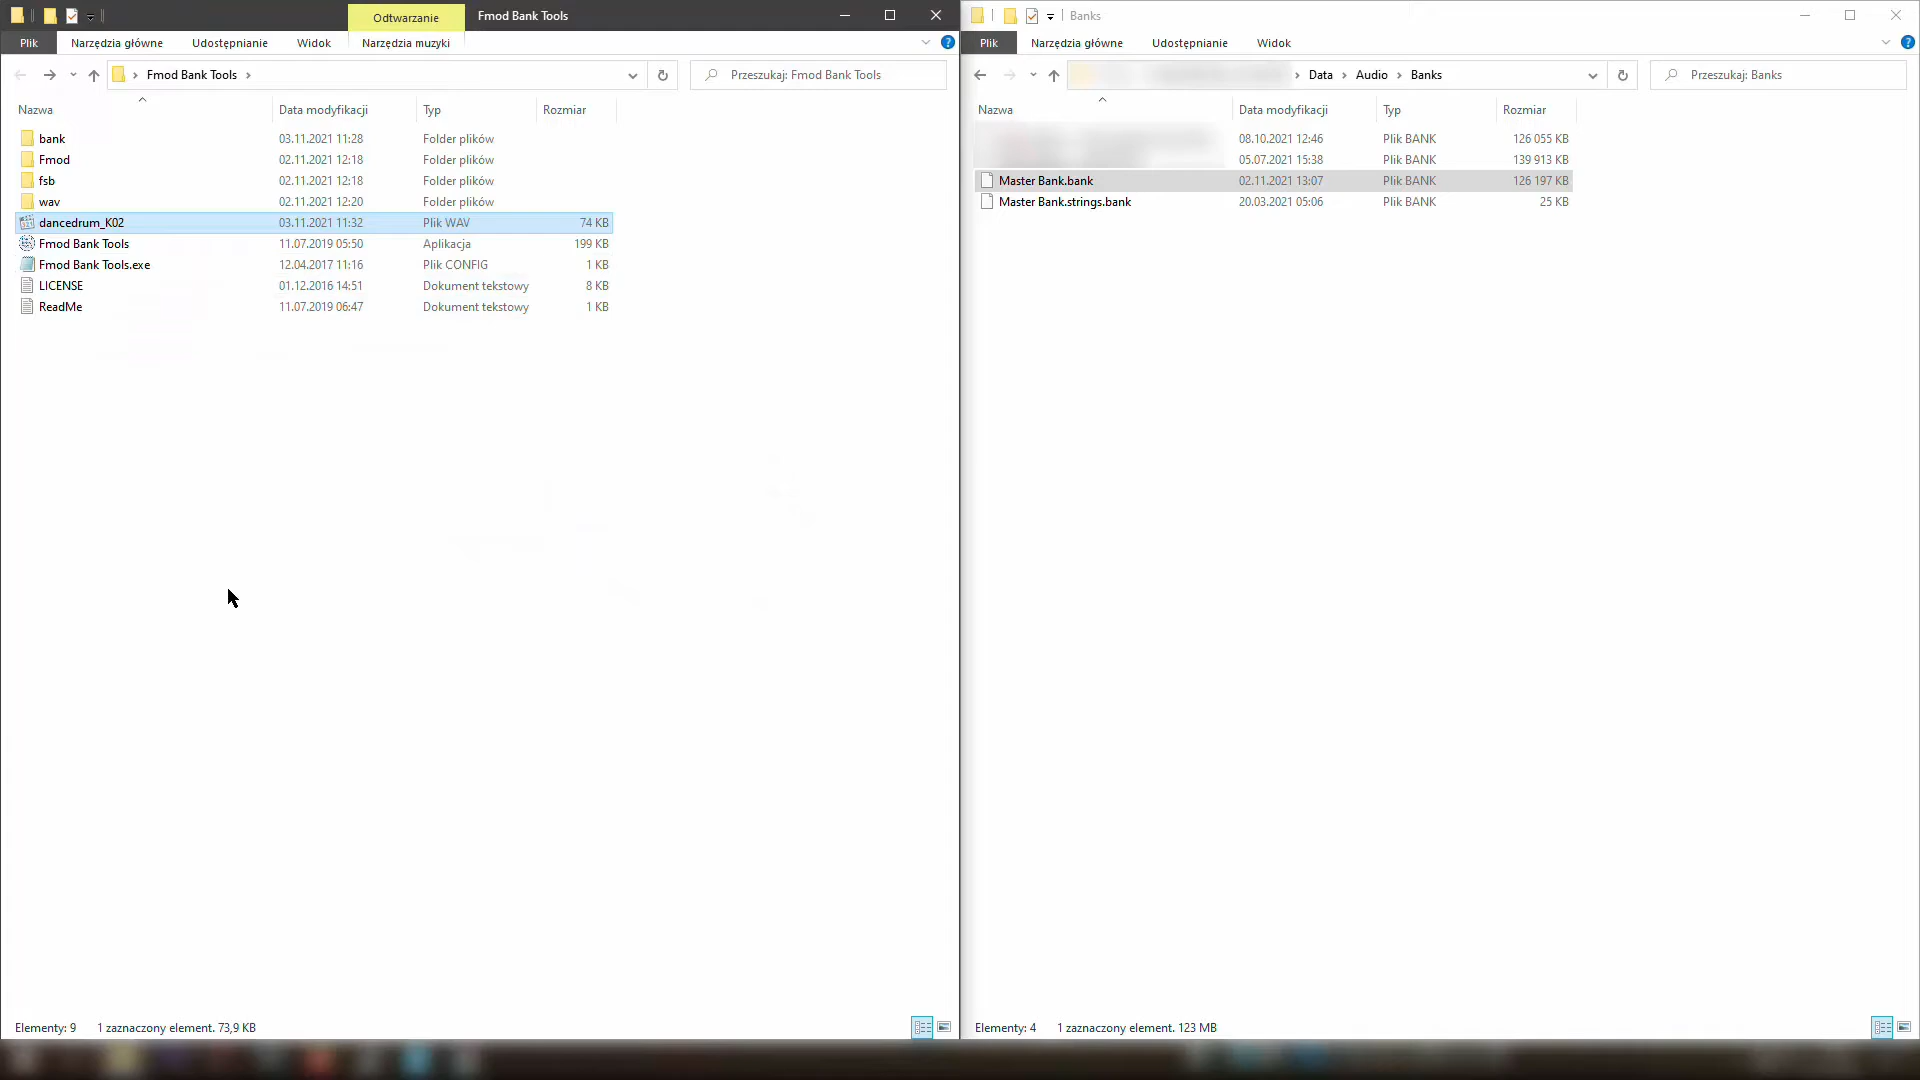 Odtwarzanie
Fmod Bank Tools
Plik
Narzędzia główne
Udostępnianie
Widok
Narzędzia muzyki
Fmod Bank Tools
Przeszukaj: Fmod Bank Tools
Nazwa Data modyfikacji Typ Rozmiar
bank 03.11.2021 11:28 Folder plików
Fmod 02.11.2021 12:18 Folder plików
fsb 02.11.2021 12:18 Folder plików
wav 02.11.2021 12:20 Folder plików
dancedrum_K02 03.11.2021 11:32 Plik WAV 74 KB
Fmod Bank Tools 11.07.2019 05:50 Aplikacja 199 KB
Fmod Bank Tools.exe 12.04.2017 11:16 Plik CONFIG 1 KB
LICENSE 01.12.2016 14:51 Dokument tekstowy 8 KB
ReadMe 11.07.2019 06:47 Dokument tekstowy 1 KB
Elementy: 9 1 zaznaczony element. 73,9 KB
Banks
Plik
Narzędzia główne
Udostępnianie
Widok
Data Audio Banks
Przeszukaj: Banks
Nazwa Data modyfikacji Typ Rozmiar
08.10.2021 12:46 Plik BANK 126 055 KB
05.07.2021 15:38 Plik BANK 139 913 KB
Master Bank.bank 02.11.2021 13:07 Plik BANK 126 197 KB
Master Bank.strings.bank 20.03.2021 05:06 Plik BANK 25 KB
Elementy: 4 1 zaznaczony element. 123 MB